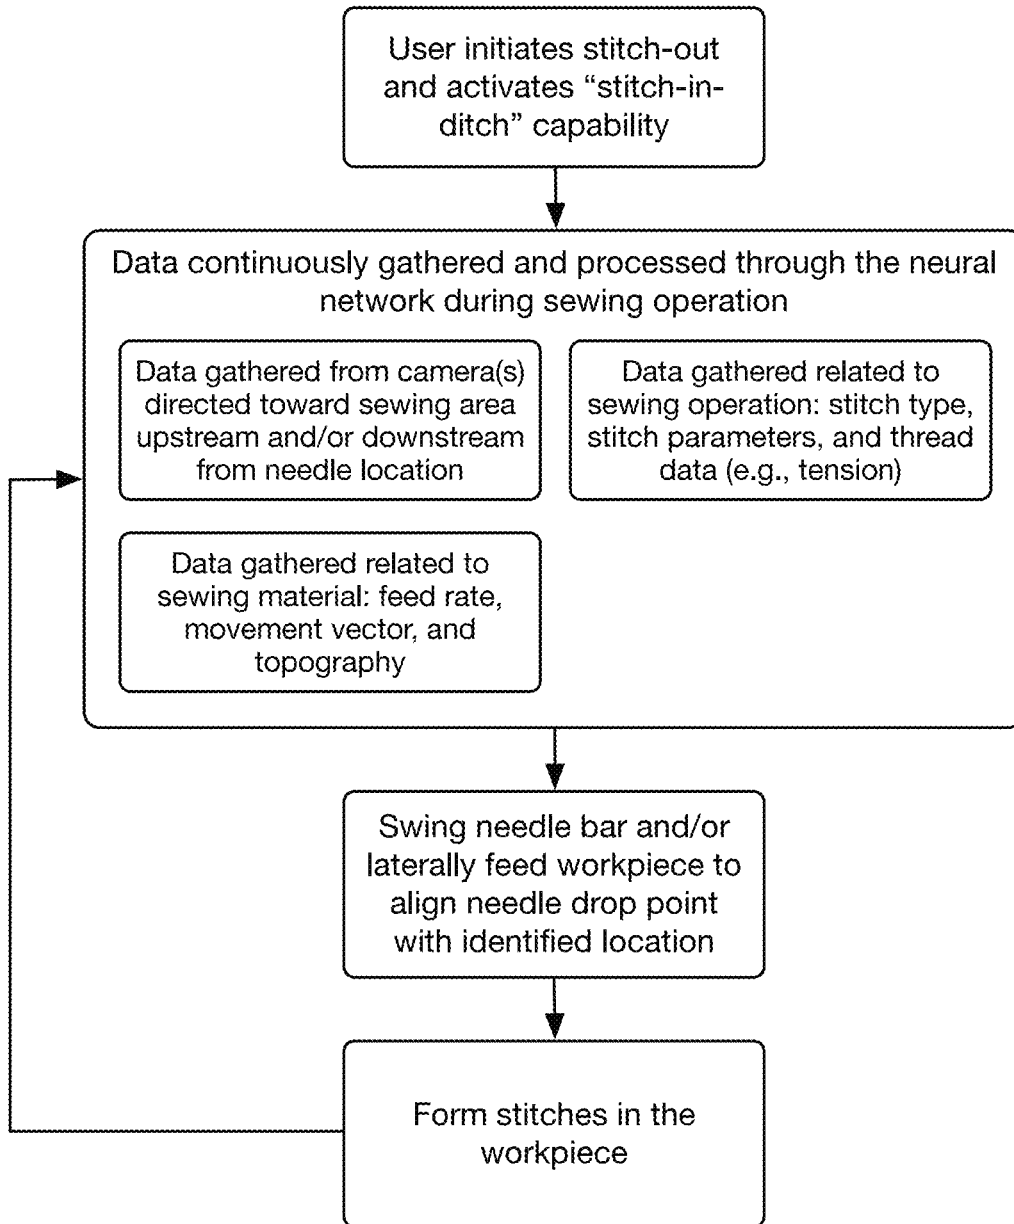 User initiates stitch-out
and activates “stitch-in-
ditch” capability
Data continuously gathered and processed through the neural
network during sewing operation
Data gathered from camera(s)
directed toward sewing area
upstream and/or downstream
from needle location
Data gathered related to
sewing operation: stitch type,
stitch parameters, and thread
data (e.g., tension)
Data gathered related to
sewing material: feed rate,
movement vector, and
topography
Swing needle bar and/or
laterally feed workpiece to
align needle drop point
with identified location
Form stitches in the
workpiece